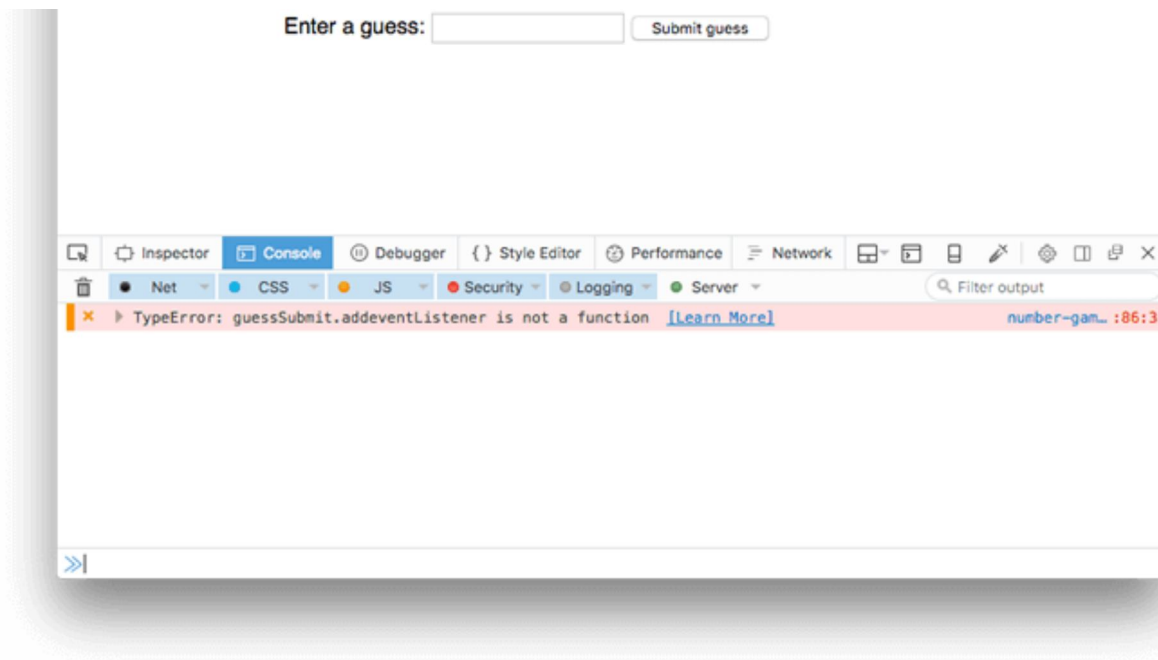 Enter a guess: Submit guess
Inspector Console Debugger { } Style Editor Performance Network
Net CSS JS Security Logging Server Filter output
TypeError: guessSubmit.addeventListener is not a function [Learn More] number-gam… :86:3